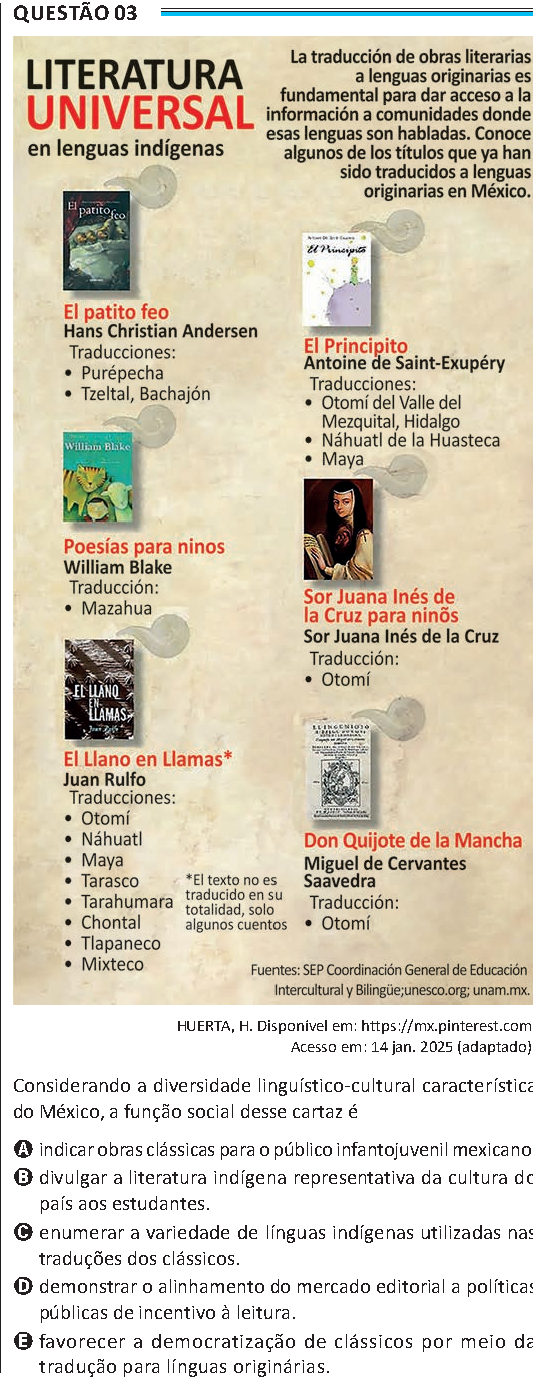 QUESTÃO 03
LITERATURA
UNIVERSAL
en lenguas indígenas
La traducción de obras literarias
a lenguas originarias es
fundamental para dar acceso a la
información a comunidades donde
esas lenguas son habladas. Conoce
algunos de los títulos que ya han
sido traducidos a lenguas
originarias en México.
El patito feo
El patito feo
Hans Christian Andersen
Traducciones:
• Purépecha
• Tzeltal, Bachajón
William Blake
Poesías para ninos
William Blake
Traducción:
• Mazahua
EL LLANO
EN
LLAMAS
El Llano en Llamas*
Juan Rulfo
Traducciones:
• Otomí
• Náhuatl
• Maya
• Tarasco
• Tarahumara
• Chontal
• Tlapaneco
• Mixteco
*El texto no es
traducido en su
totalidad, solo
algunos cuentos
El Principito
El Principito
Antoine de Saint-Exupéry
Traducciones:
• Otomí del Valle del
Mezquital, Hidalgo
• Náhuatl de la Huasteca
• Maya
Sor Juana Inés de
la Cruz para ninõs
Sor Juana Inés de la Cruz
Traducción:
• Otomí
EL INGENIOSO
Don Quijote de la Mancha
Miguel de Cervantes
Saavedra
Traducción:
• Otomí
Fuentes: SEP Coordinación General de Educación
Intercultural y Bilingüe;unesco.org; unam.mx.
HUERTA, H. Disponível em: https://mx.pinterest.com
Acesso em: 14 jan. 2025 (adaptado)
Considerando a diversidade linguístico-cultural característica
do México, a função social desse cartaz é
A indicar obras clássicas para o público infantojuvenil mexicano
B divulgar a literatura indígena representativa da cultura do
país aos estudantes.
C enumerar a variedade de línguas indígenas utilizadas nas
traduções dos clássicos.
D demonstrar o alinhamento do mercado editorial a políticas
públicas de incentivo à leitura.
E favorecer a democratização de clássicos por meio da
tradução para línguas originárias.